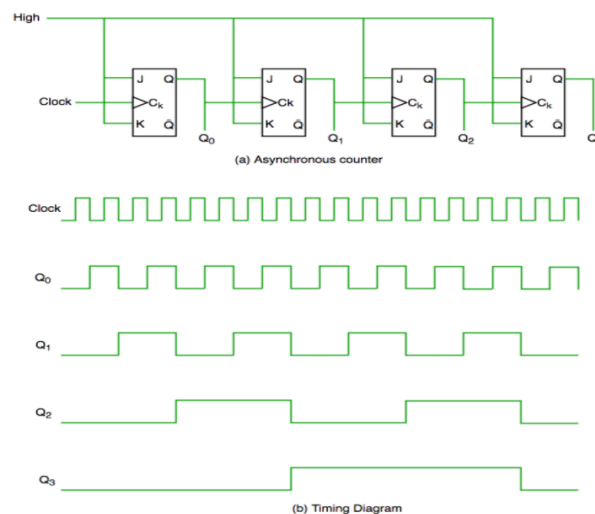 High
J Q J Q J Q J Q
Clock Ck Ck Ck Ck
K Q̄ K Q̄ K Q̄ K Q̄
Q0 Q1 Q2 Q
(a) Asynchronous counter
Clock
Q0
Q1
Q2
Q3
(b) Timing Diagram